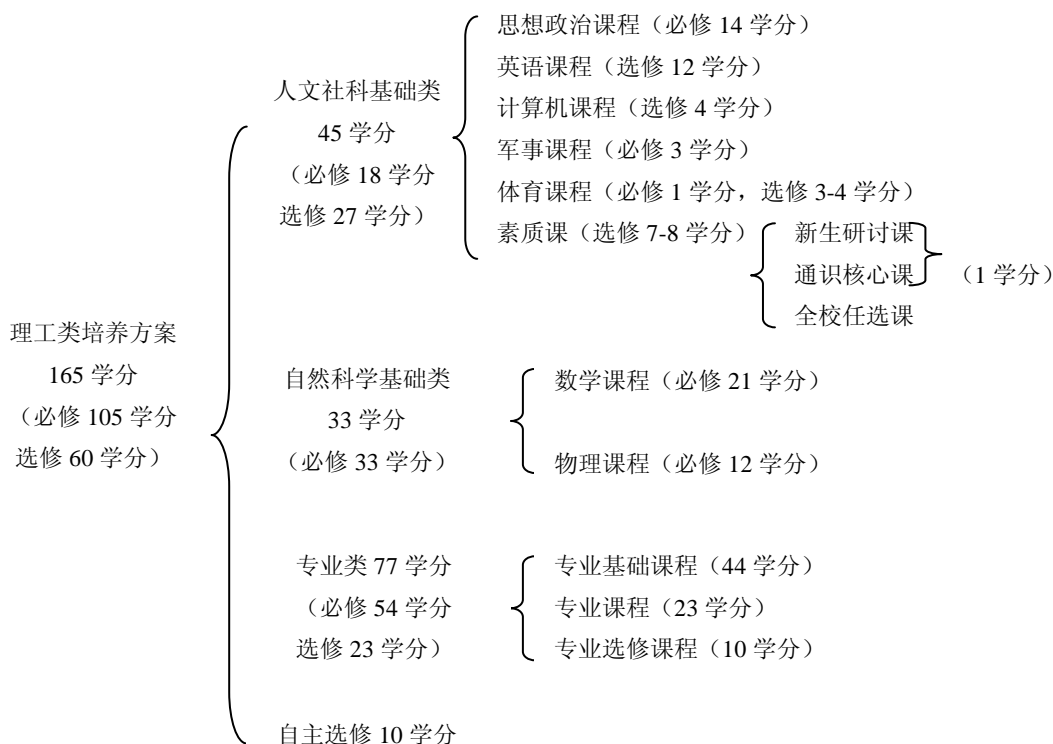 理工类培养方案
165 学分
（必修 105 学分
选修 60 学分）
人文社科基础类
45 学分
（必修 18 学分
选修 27 学分）
思想政治课程（必修 14 学分）
英语课程（选修 12 学分）
计算机课程（选修 4 学分）
军事课程（必修 3 学分）
体育课程（必修 1 学分，选修 3-4 学分）
素质课（选修 7-8 学分）
新生研讨课
通识核心课
（1 学分）
全校任选课
自然科学基础类
33 学分
（必修 33 学分）
数学课程（必修 21 学分）
物理课程（必修 12 学分）
专业类 77 学分
（必修 54 学分
选修 23 学分）
专业基础课程（44 学分）
专业课程（23 学分）
专业选修课程（10 学分）
自主选修 10 学分